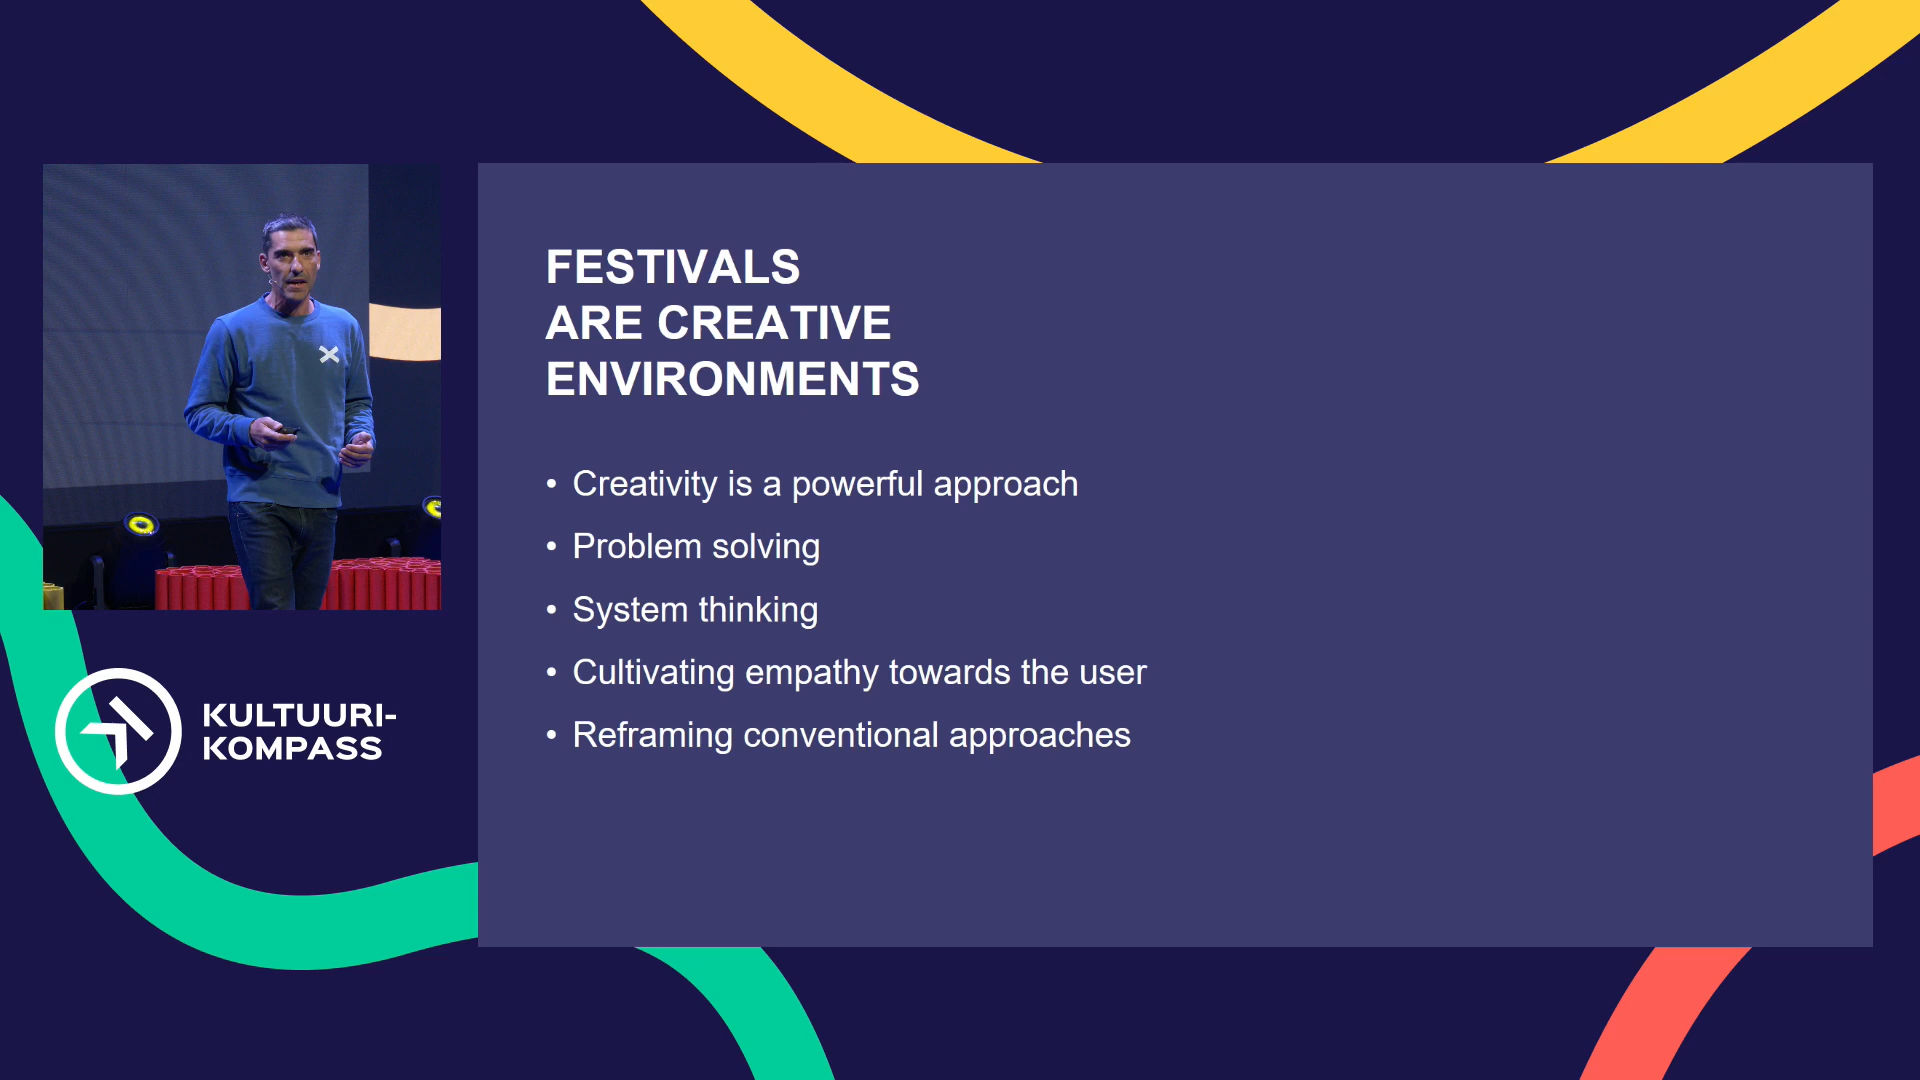 FESTIVALS
ARE CREATIVE
ENVIRONMENTS
• Creativity is a powerful approach
• Problem solving
• System thinking
• Cultivating empathy towards the user
• Reframing conventional approaches
KULTUURI-
KOMPASS